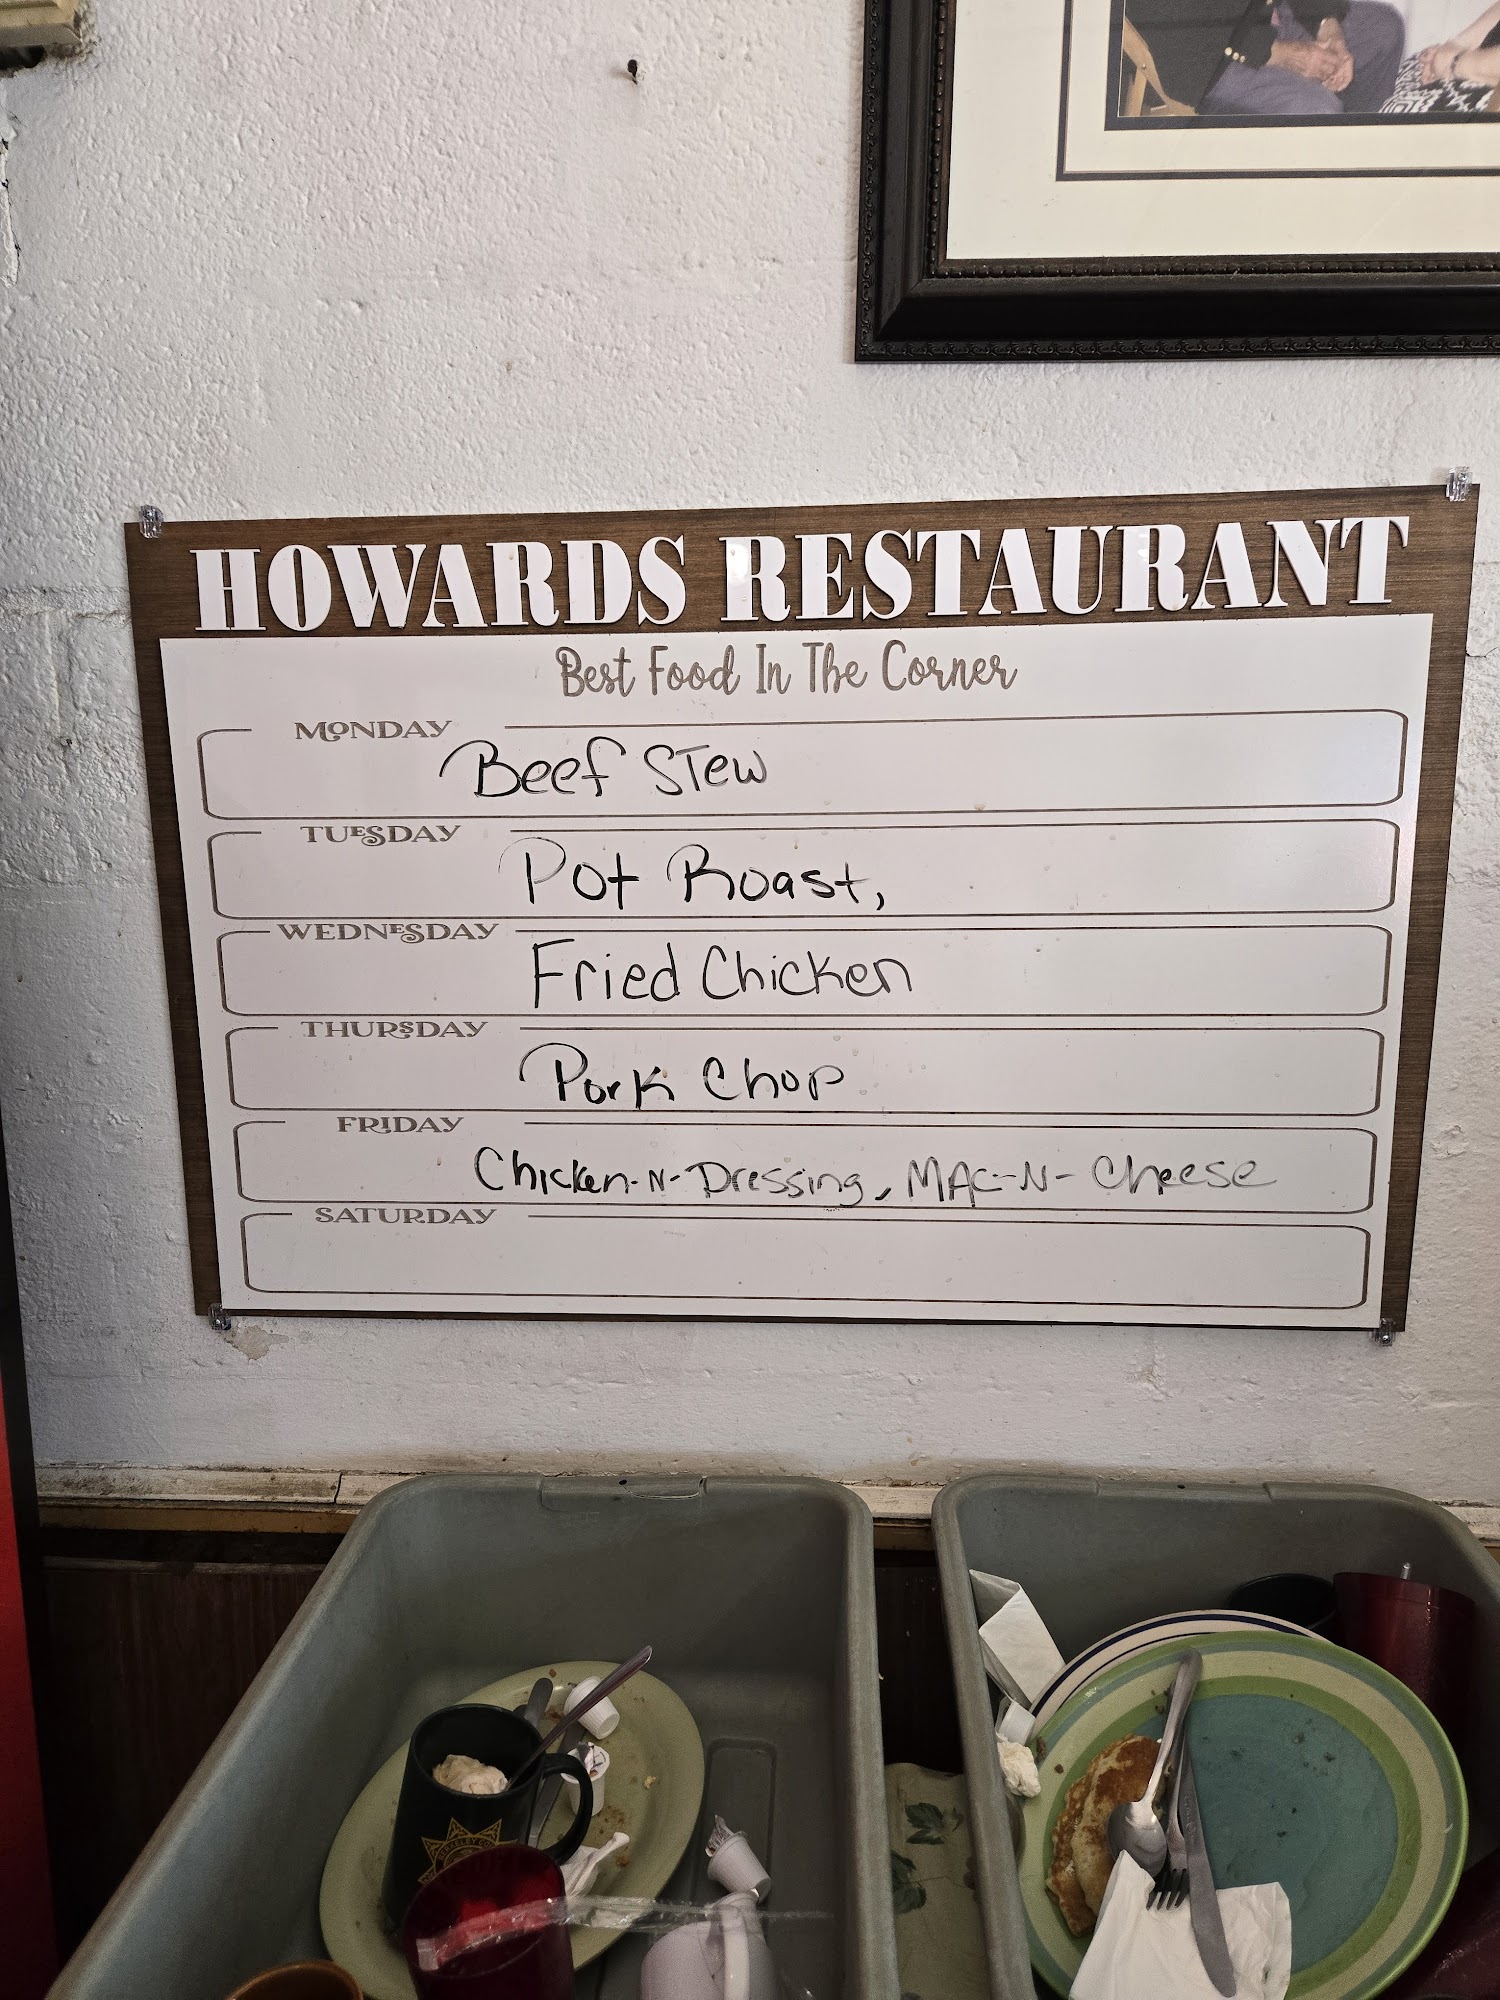 HOWARDS RESTAURANT
Best Food In The Corner
MONDAY
Beef STew
TUESDAY
Pot Roast,
WEDNESDAY
Fried Chicken
THURSDAY
Pork Chop
FRIDAY
Chicken-N-Dressing, MAC-N-Cheese
SATURDAY